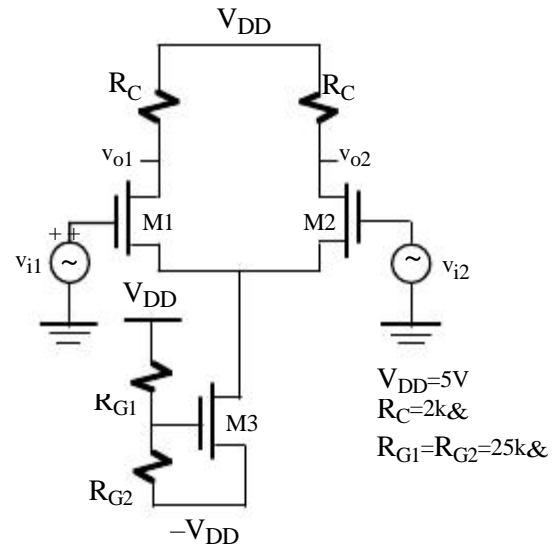 VDD
RC RC
vo1 vo2
M1 M2
+ +
~ ~
vi1 vi2
VDD
VDD=5V
RC=2k&
RG1 M3
RG1=RG2=25k&
RG2
–VDD